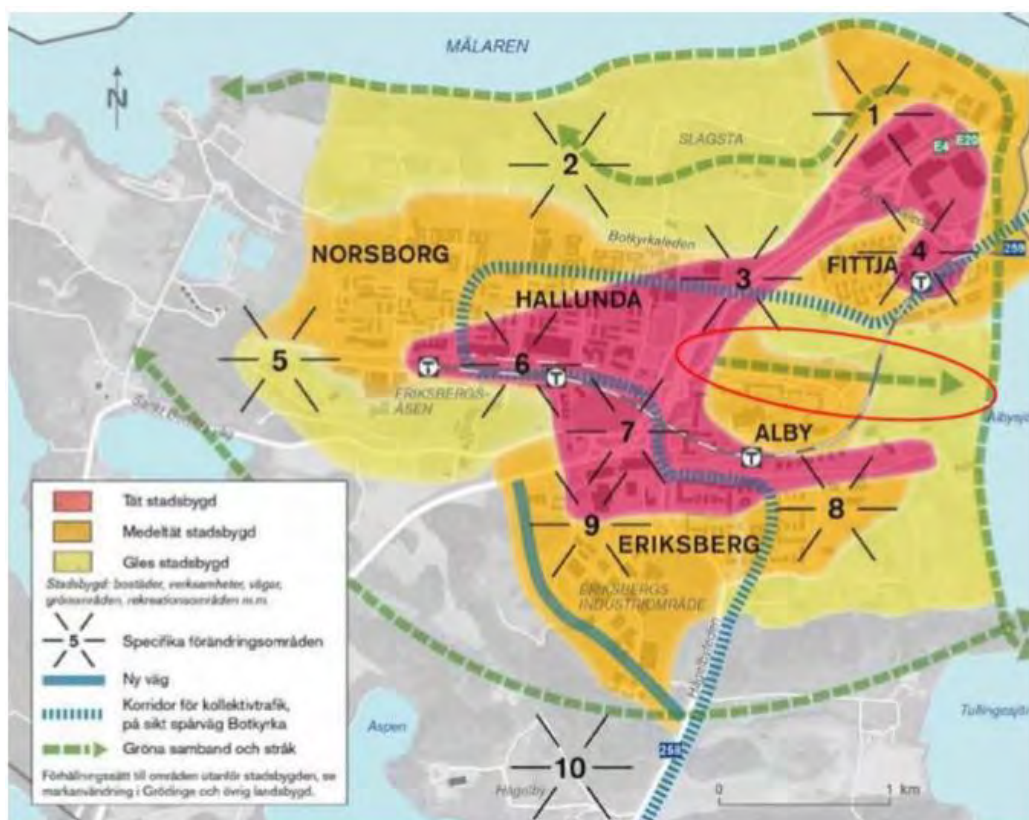 MÄLAREN
N
1
E4
E20
2
SLAGSTA
Botkyrkaleden
NORSBORG
3
FITTJA
4
259
HALLUNDA
T
5
6
T
T
ERIKSBERGS-
ÅSEN
7
ALBY
T
8
9
ERIKSBERG
ERIKSBERGS
INDUSTRIOMRÅDE
Hågelbyleden
258
10
Hågelby
Aspen
0
1 km
Tät stadsbygd
Medeltät stadsbygd
Gles stadsbygd
Stadsbygd: bostäder, verksamheter, vägar,
grönområden, rekreationsområden m.m.
5
Specifika förändringsområden
Ny väg
Korridor för kollektivtrafik,
på sikt spårväg Botkyrka
Gröna samband och stråk
Förhållningssätt till områden utanför stadsbygden, se
markanvändning i Grödinge och övrig landsbygd.